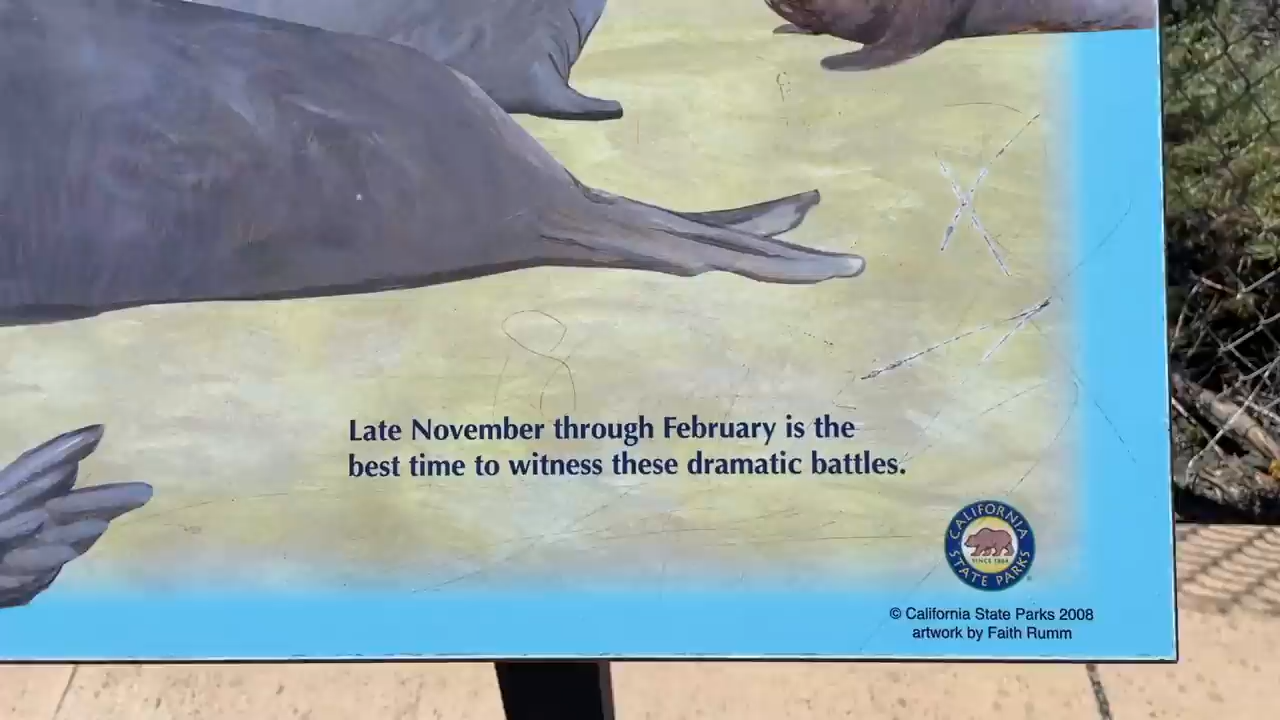 Late November through February is the
best time to witness these dramatic battles.
CALIFORNIA
SINCE 1864
STATE PARKS
© California State Parks 2008
artwork by Faith Rumm